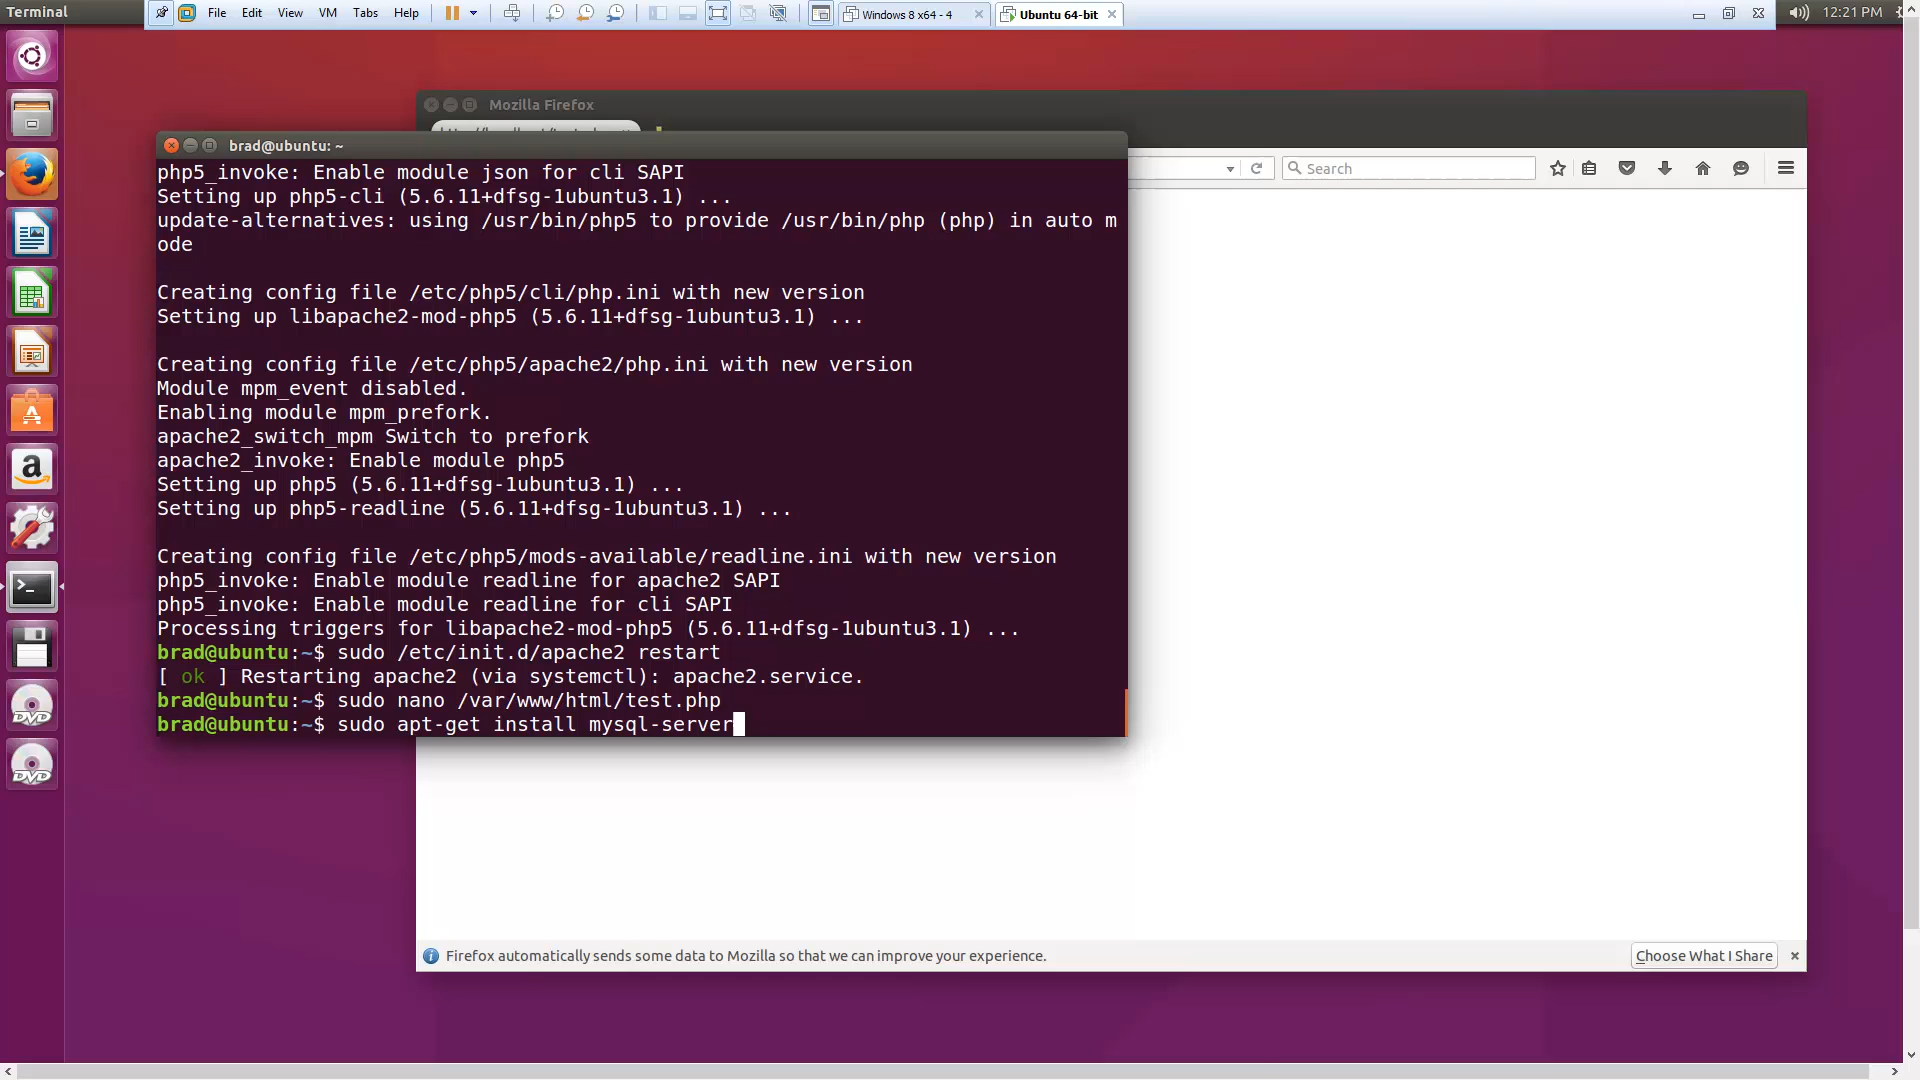 Terminal
File Edit View VM Tabs Help
Windows 8 x64 - 4
Ubuntu 64-bit
12:21 PM
Mozilla Firefox
brad@ubuntu: ~
Search
php5_invoke: Enable module json for cli SAPI
Setting up php5-cli (5.6.11+dfsg-1ubuntu3.1) ...
update-alternatives: using /usr/bin/php5 to provide /usr/bin/php (php) in auto m
ode
Creating config file /etc/php5/cli/php.ini with new version
Setting up libapache2-mod-php5 (5.6.11+dfsg-1ubuntu3.1) ...
Creating config file /etc/php5/apache2/php.ini with new version
Module mpm_event disabled.
Enabling module mpm_prefork.
apache2_switch_mpm Switch to prefork
apache2_invoke: Enable module php5
Setting up php5 (5.6.11+dfsg-1ubuntu3.1) ...
Setting up php5-readline (5.6.11+dfsg-1ubuntu3.1) ...
Creating config file /etc/php5/mods-available/readline.ini with new version
php5_invoke: Enable module readline for apache2 SAPI
php5_invoke: Enable module readline for cli SAPI
Processing triggers for libapache2-mod-php5 (5.6.11+dfsg-1ubuntu3.1) ...
brad@ubuntu:~$ sudo /etc/init.d/apache2 restart
[ ok ] Restarting apache2 (via systemctl): apache2.service.
brad@ubuntu:~$ sudo nano /var/www/html/test.php
brad@ubuntu:~$ sudo apt-get install mysql-server
Firefox automatically sends some data to Mozilla so that we can improve your experience.
Choose What I Share
DVD
DVD